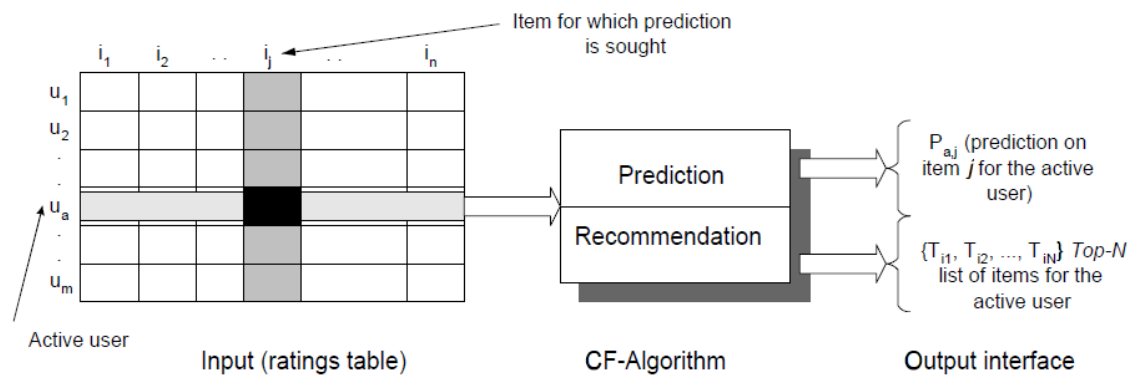 Item for which prediction
is sought
i1 i2 . . ij . . in
u1
u2
.
.
ua
.
.
um
Active user
Input (ratings table)
Prediction
Recommendation
CF-Algorithm
Pa,j (prediction on
item j for the active
user)
{Ti1, Ti2, ..., TiN} Top-N
list of items for the
active user
Output interface